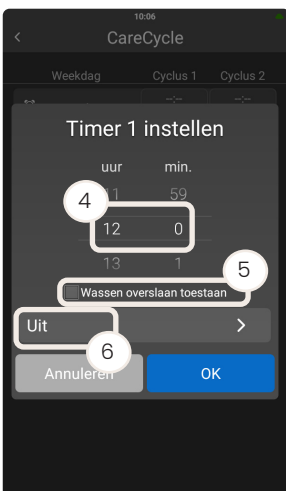 10:06
CareCycle
Weekdag Cyclus 1 Cyclus 2
--:-- --:--
Timer 1 instellen
uur min.
11 59
4
12 0
13 1
5
Wassen overslaan toestaan
Uit
6
Annuleren OK